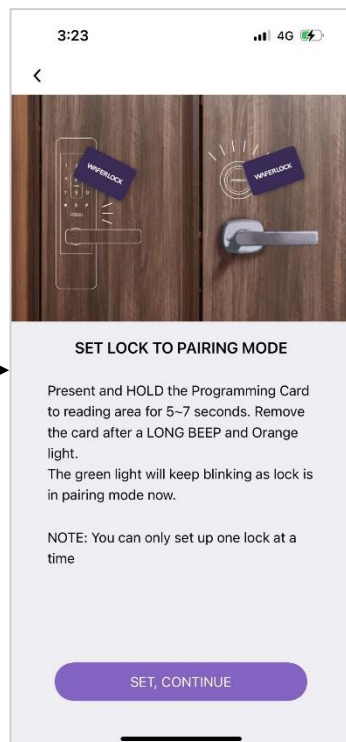 3:23 4G
WAFERLOCK WAFERLOCK
SET LOCK TO PAIRING MODE
Present and HOLD the Programming Card
to reading area for 5~7 seconds. Remove
the card after a LONG BEEP and Orange
light.
The green light will keep blinking as lock is
in pairing mode now.
NOTE: You can only set up one lock at a
time
SET, CONTINUE